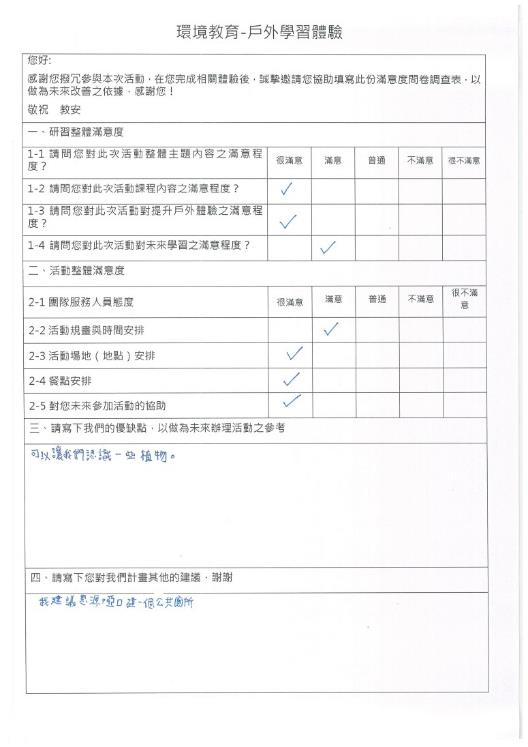 環境教育-戶外學習體驗
您好:
感謝您撥冗參與本次活動，在您完成相關體驗後，誠摯邀請您協助填寫此份滿意度問卷調查表，以
做為未來改善之依據，感謝您！
敬祝 教安
一、研習整體滿意度
1-1 請問您對此次活動整體主題內容之滿意程
度？
很滿意 滿意 普通 不滿意 很不滿意
1-2 請問您對此次活動課程內容之滿意程度？ ✓
1-3 請問您對此次活動對提升戶外體驗之滿意程
度？ ✓
1-4 請問您對此次活動對未來學習之滿意程度？ ✓
二、活動整體滿意度
2-1 團隊服務人員態度 很滿意 滿意 普通 不滿意 很不滿
意
2-2 活動規畫與時間安排 ✓
2-3 活動場地（地點）安排 ✓
2-4 餐點安排 ✓
2-5 對您未來參加活動的協助 ✓
三、請寫下我們的優缺點，以做為未來辦理活動之參考
可以讓我們認識一些植物。
四、請寫下您對我們計畫其他的建議，謝謝
我建議思源啞口建一個公共廁所